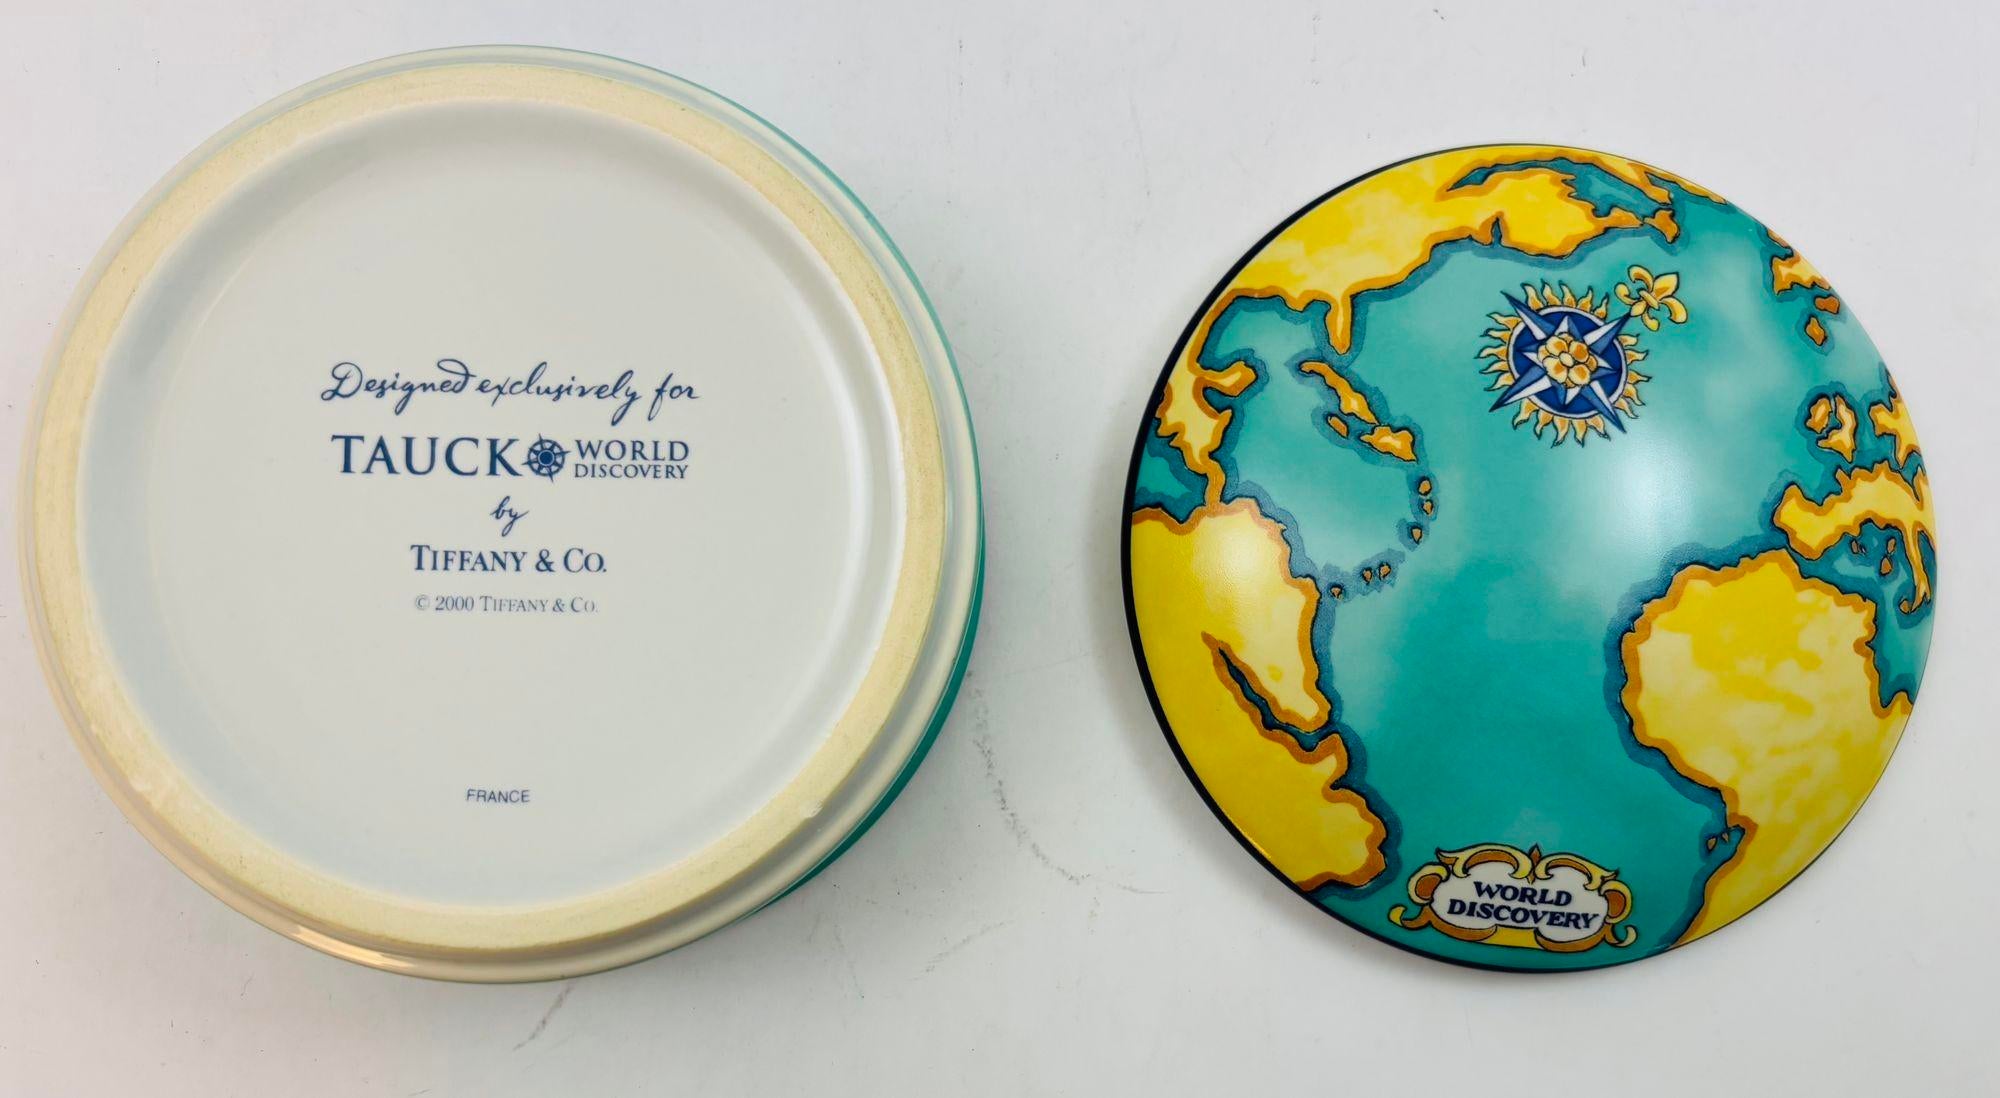 Designed exclusively for
TAUCK WORLD
DISCOVERY
by
TIFFANY & CO.
© 2000 TIFFANY & CO.
FRANCE
WORLD
DISCOVERY